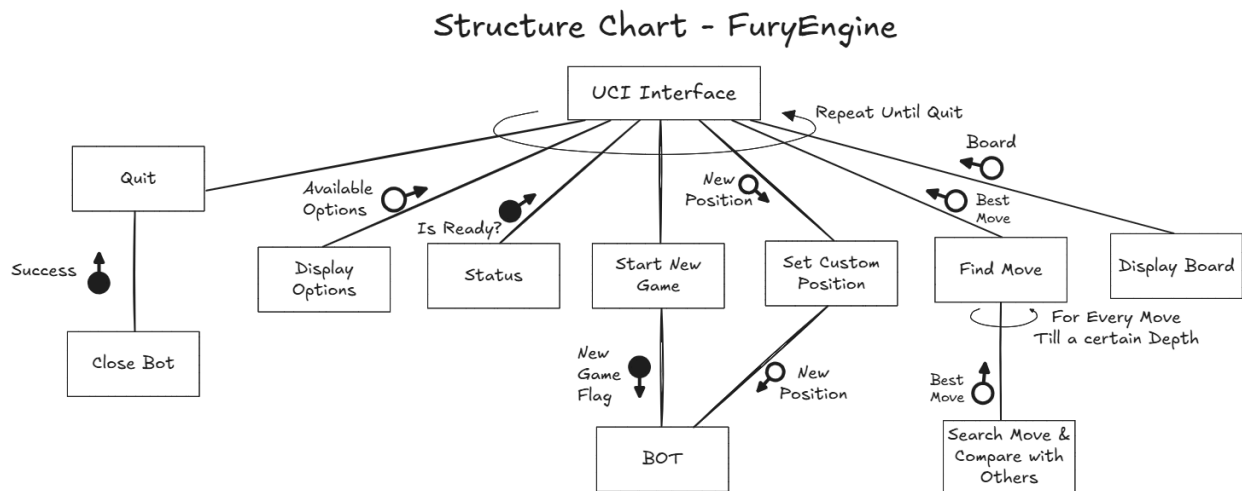 Structure Chart - FuryEngine
UCI Interface
Repeat Until Quit
Board
Quit
Available
Options
Is Ready?
New
Position
Best
Move
Success
Display
Options
Status
Start New
Game
Set Custom
Position
Find Move
Display Board
For Every Move
Till a certain Depth
Close Bot
New
Game
Flag
New
Position
Best
Move
BOT
Search Move &
Compare with
Others